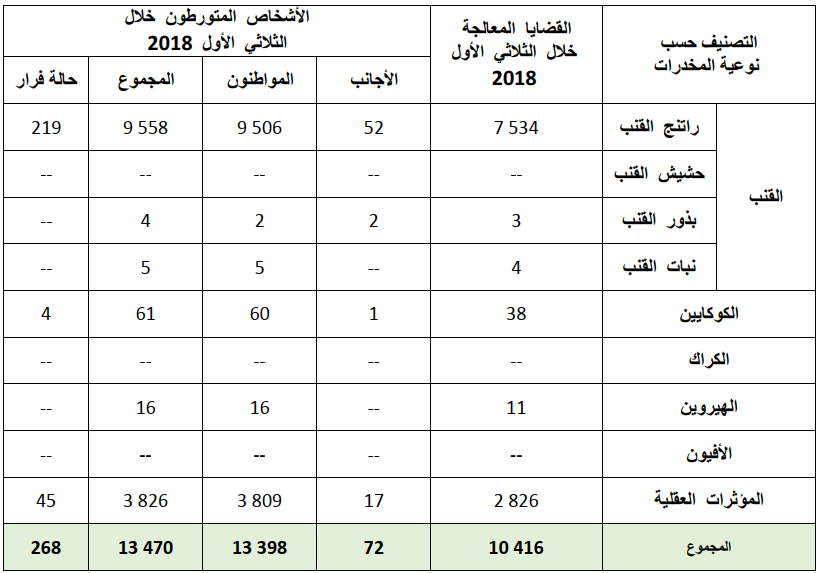 التصنيف حسب نوعية المخدرات | القضايا المعالجة خلال الثلاثي الأول 2018 | الأشخاص المتورطون خلال الثلاثي الأول 2018
الأجانب | المواطنون | المجموع | حالة فرار
القنب | راتنج القنب | 7 534 | 52 | 9 506 | 9 558 | 219
حشيش القنب | -- | -- | -- | -- | --
بذور القنب | 3 | 2 | 2 | 4 | --
نبات القنب | 4 | -- | 5 | 5 | --
الكوكايين | 38 | 1 | 60 | 61 | 4
الكراك | -- | -- | -- | -- | --
الهيروين | 11 | -- | 16 | 16 | --
الأفيون | -- | -- | -- | -- | --
المؤثرات العقلية | 2 826 | 17 | 3 809 | 3 826 | 45
المجموع | 10 416 | 72 | 13 398 | 13 470 | 268